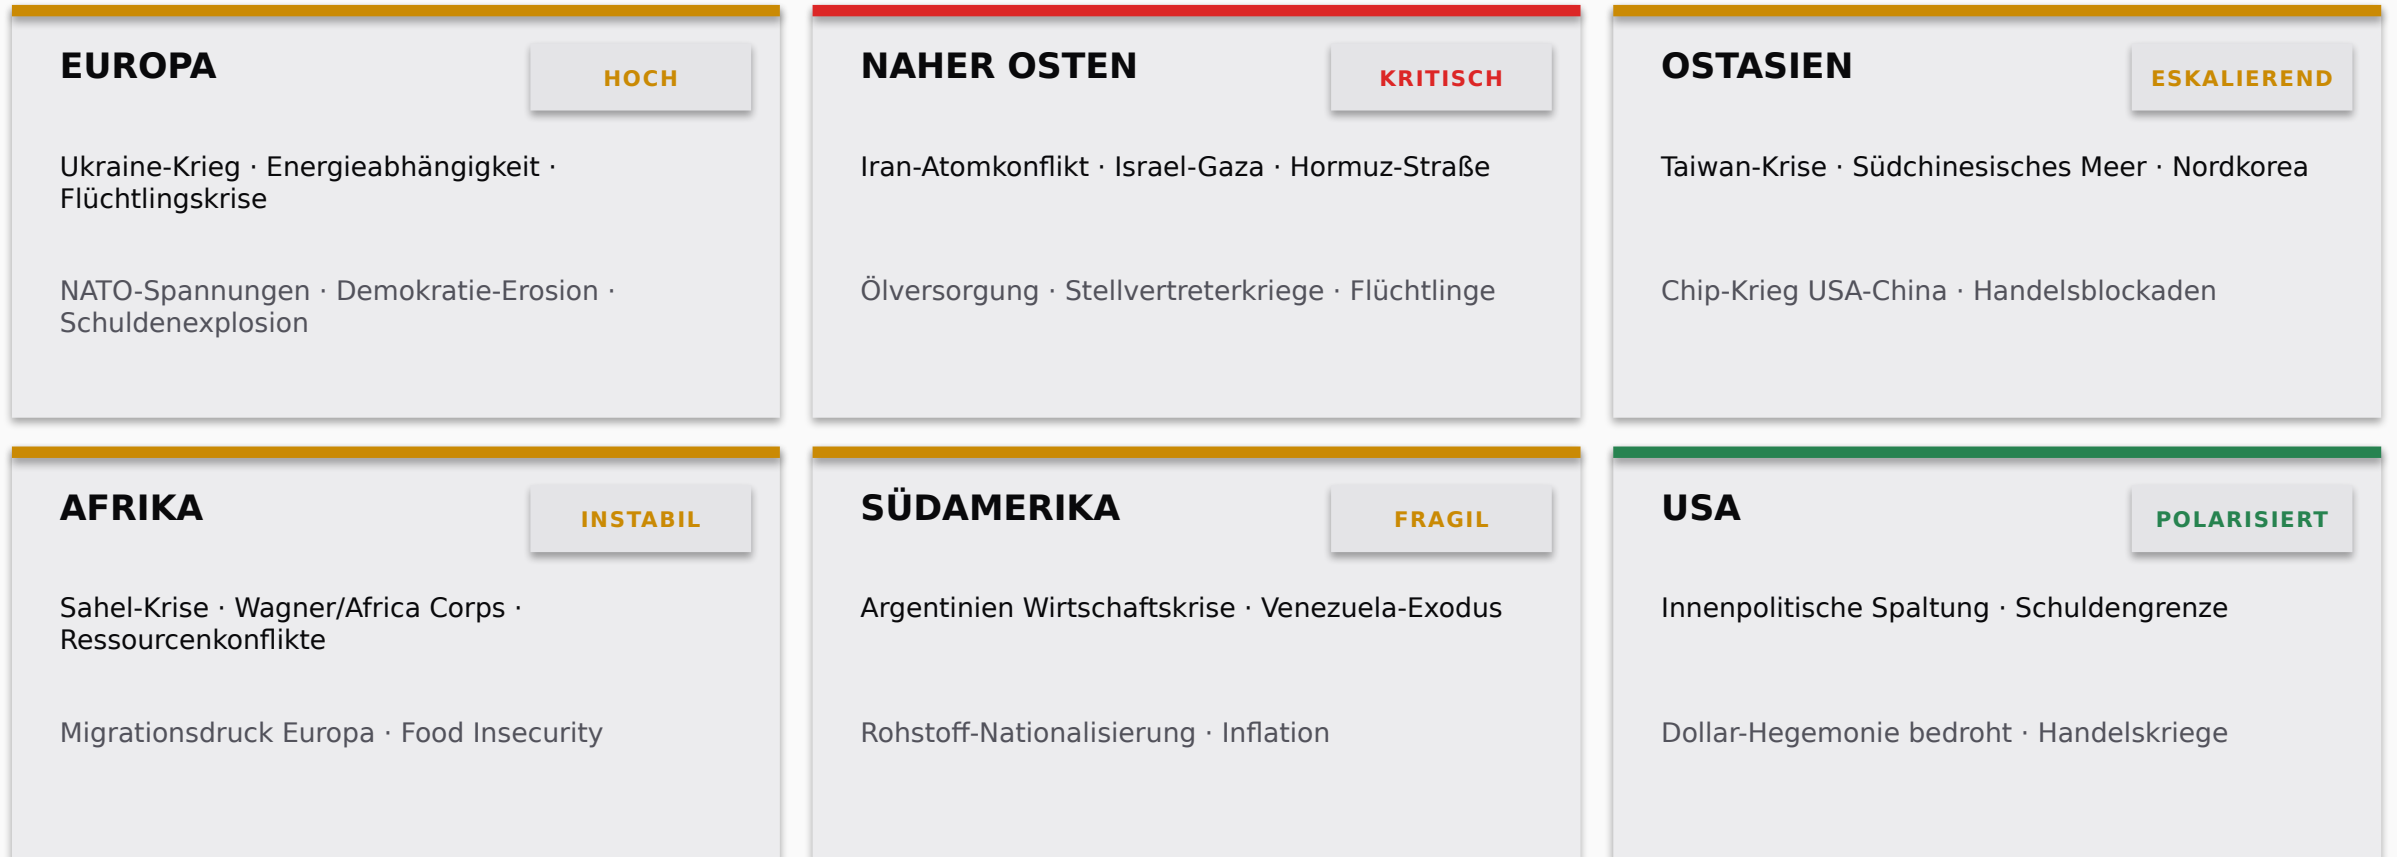 EUROPA
HOCH
Ukraine-Krieg · Energieabhängigkeit ·
Flüchtlingskrise
NATO-Spannungen · Demokratie-Erosion ·
Schuldenexplosion
NAHER OSTEN
KRITISCH
Iran-Atomkonflikt · Israel-Gaza · Hormuz-Straße
Ölversorgung · Stellvertreterkriege · Flüchtlinge
OSTASIEN
ESKALIEREND
Taiwan-Krise · Südchinesisches Meer · Nordkorea
Chip-Krieg USA-China · Handelsblockaden
AFRIKA
INSTABIL
Sahel-Krise · Wagner/Africa Corps ·
Ressourcenkonflikte
Migrationsdruck Europa · Food Insecurity
SÜDAMERIKA
FRAGIL
Argentinien Wirtschaftskrise · Venezuela-Exodus
Rohstoff-Nationalisierung · Inflation
USA
POLARISIERT
Innenpolitische Spaltung · Schuldengrenze
Dollar-Hegemonie bedroht · Handelskriege